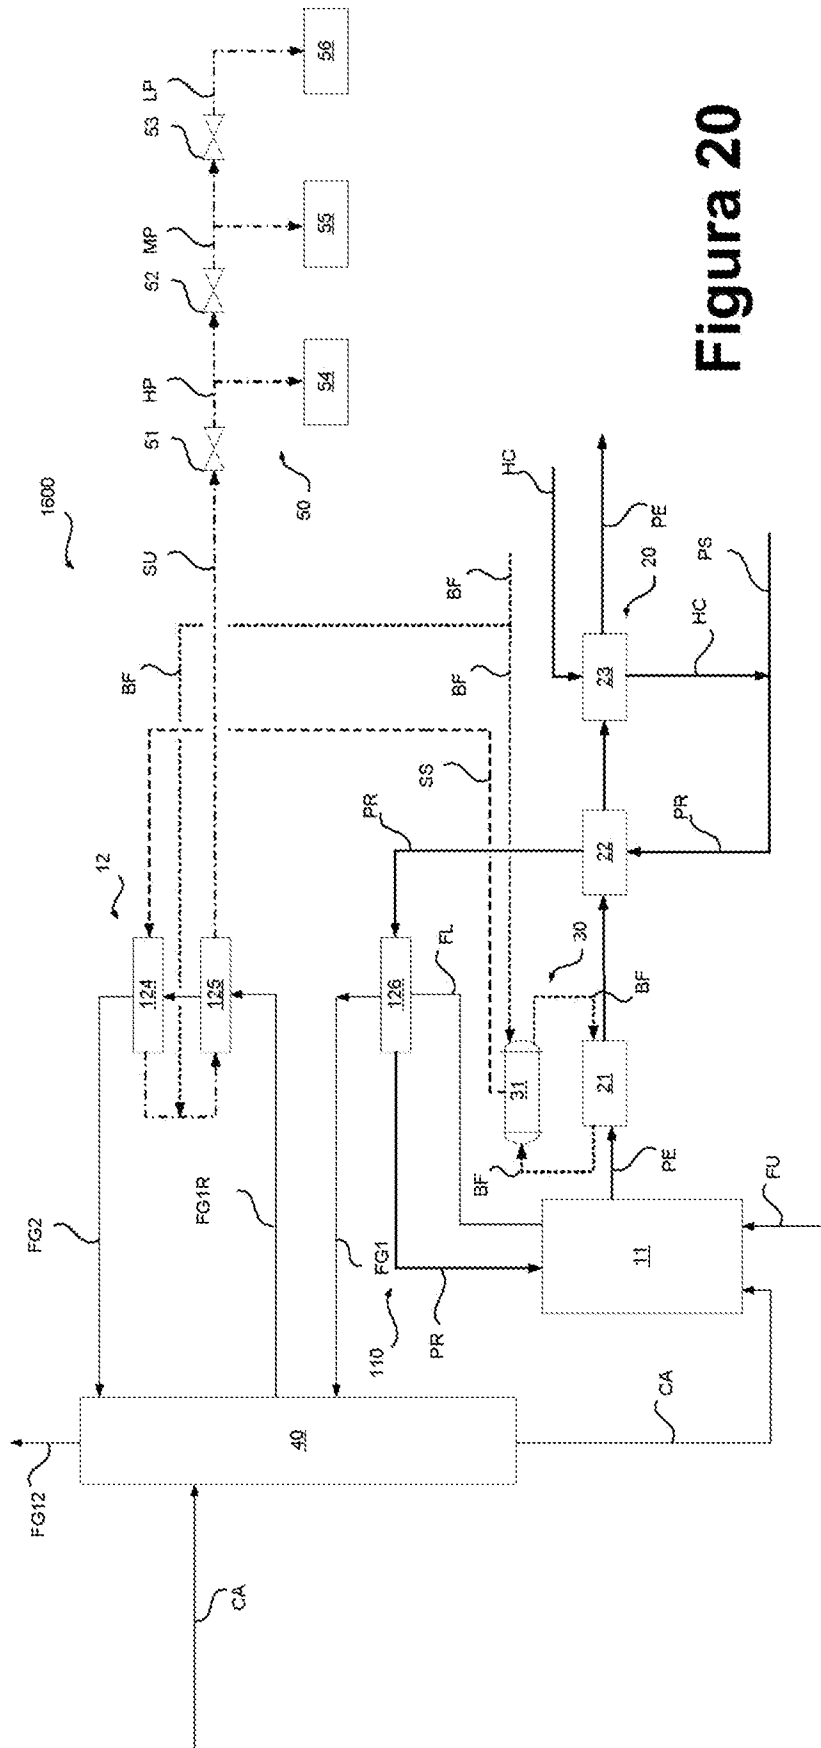 FG12
FG2
1600
12
BF
124
SU
51
HP
52
MP
53
LP
FG1R
125
CA
40
50
54
55
56
110
FG1
126
PR
PR
FL
SS
BF
BF
BF
31
HC
30
21
22
23
11
BF
20
PE
CA
PE
PR
HC
PS
FU
Figura 20